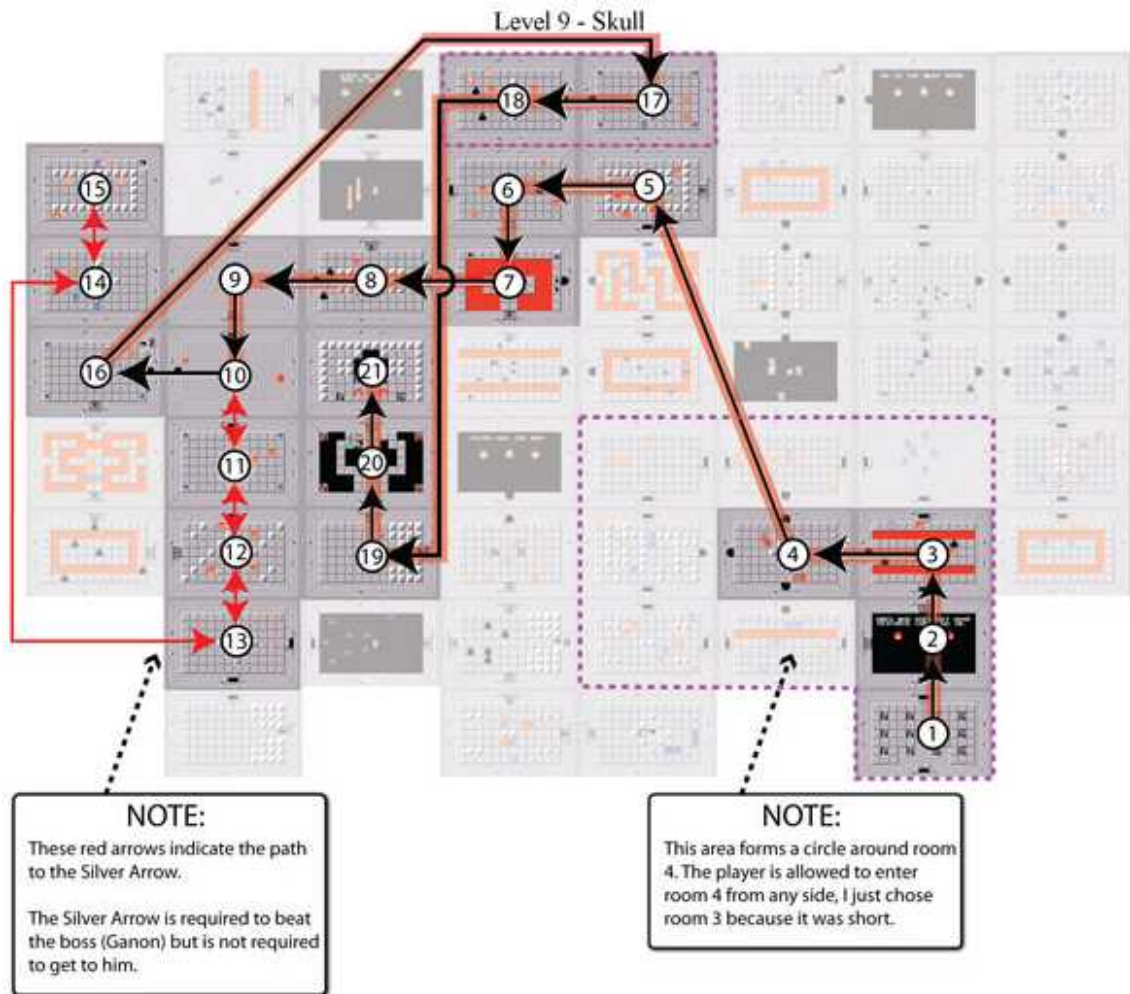 Level 9 - Skull
18
17
15
6
5
14
9
8
7
16
10
21
11
20
12
19
4
3
13
2
1
NOTE:
These red arrows indicate the path
to the Silver Arrow.
The Silver Arrow is required to beat
the boss (Ganon) but is not required
to get to him.
NOTE:
This area forms a circle around room
4. The player is allowed to enter
room 4 from any side, I just chose
room 3 because it was short.